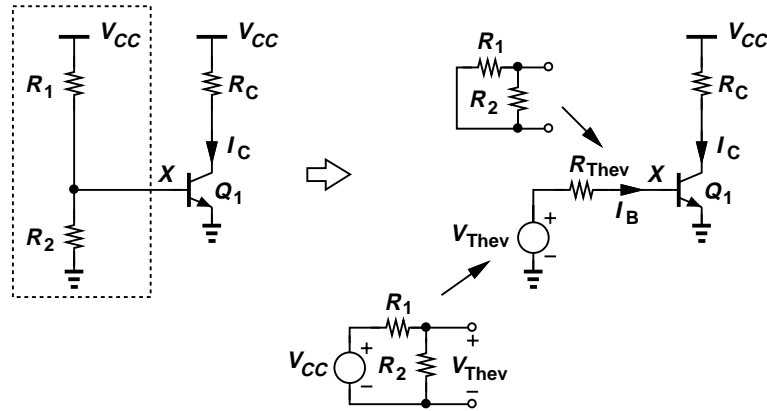 V_CC
V_CC
R_1
R_C
I_C
X
Q_1
R_2
R_1
R_2
V_CC
R_C
R_Thev
I_C
X
Q_1
I_B
V_Thev
+
−
R_1
V_CC
+
−
R_2
+
V_Thev
−